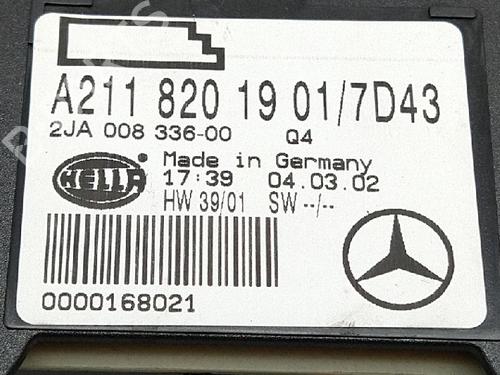 A211 820 19 01/7D43
2JA 008 336-00 Q4
HELLA
Made in Germany
17:39 04.03.02
HW 39/01 SW --/--
0000168021